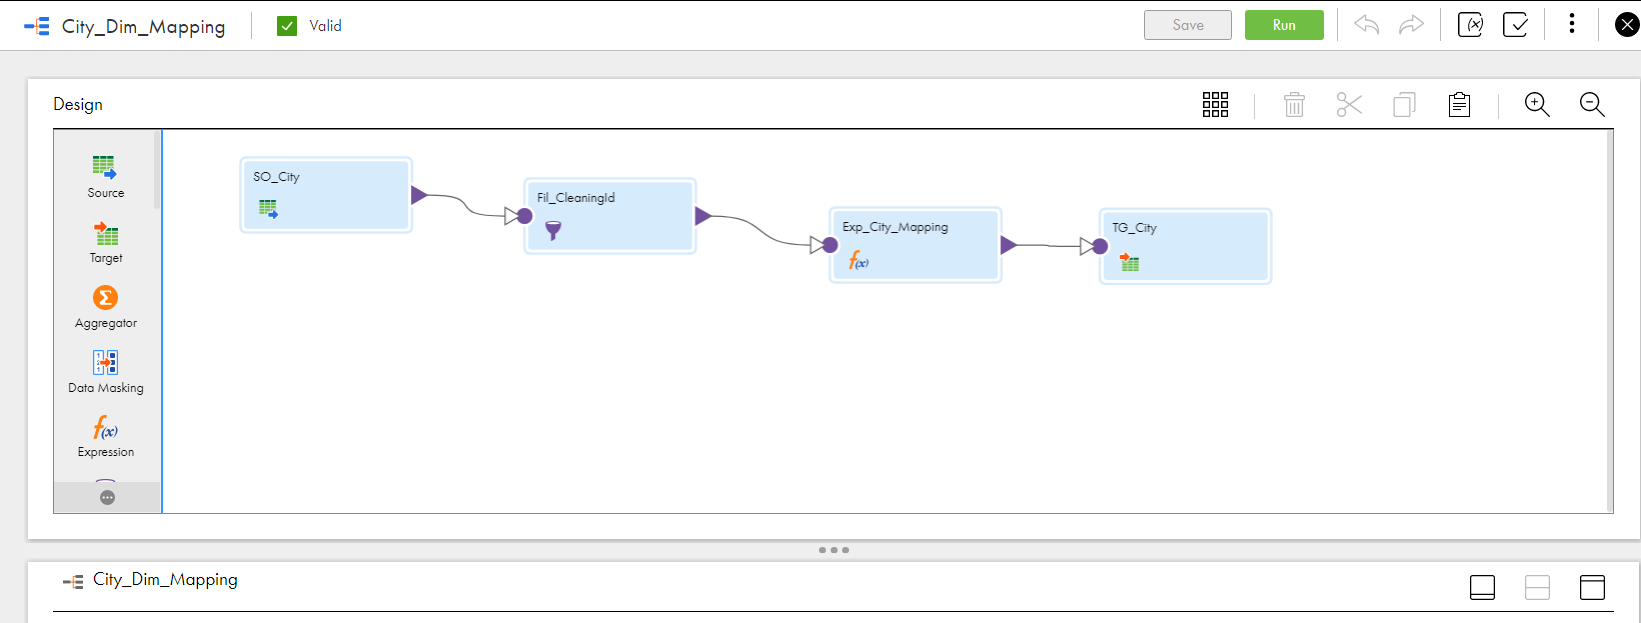 City_Dim_Mapping
Valid
Save
Run
Design
Source
Target
Aggregator
Data Masking
Expression
SO_City
Fil_CleaningId
Exp_City_Mapping
TG_City
City_Dim_Mapping